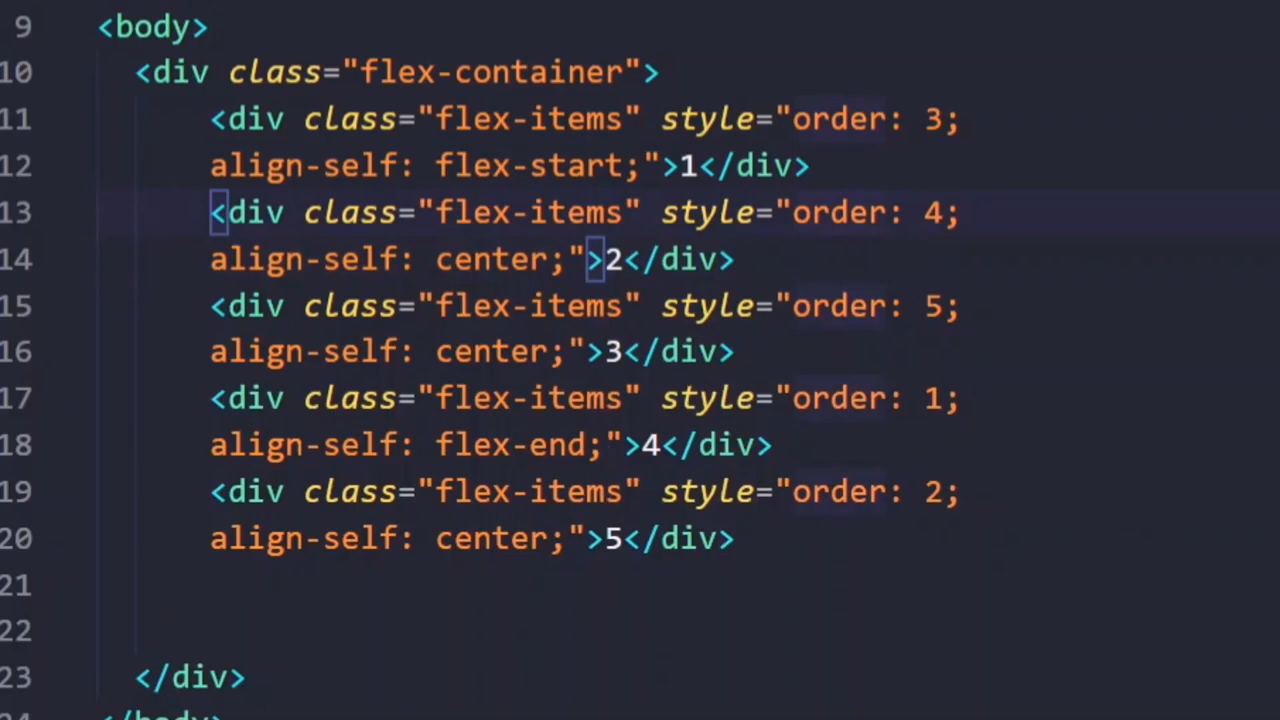 9 <body>
10 <div class="flex-container">
11 <div class="flex-items" style="order: 3;
12 align-self: flex-start;">1</div>
13 <div class="flex-items" style="order: 4;
14 align-self: center;">2</div>
15 <div class="flex-items" style="order: 5;
16 align-self: center;">3</div>
17 <div class="flex-items" style="order: 1;
18 align-self: flex-end;">4</div>
19 <div class="flex-items" style="order: 2;
20 align-self: center;">5</div>
21
22
23 </div>
24 </body>